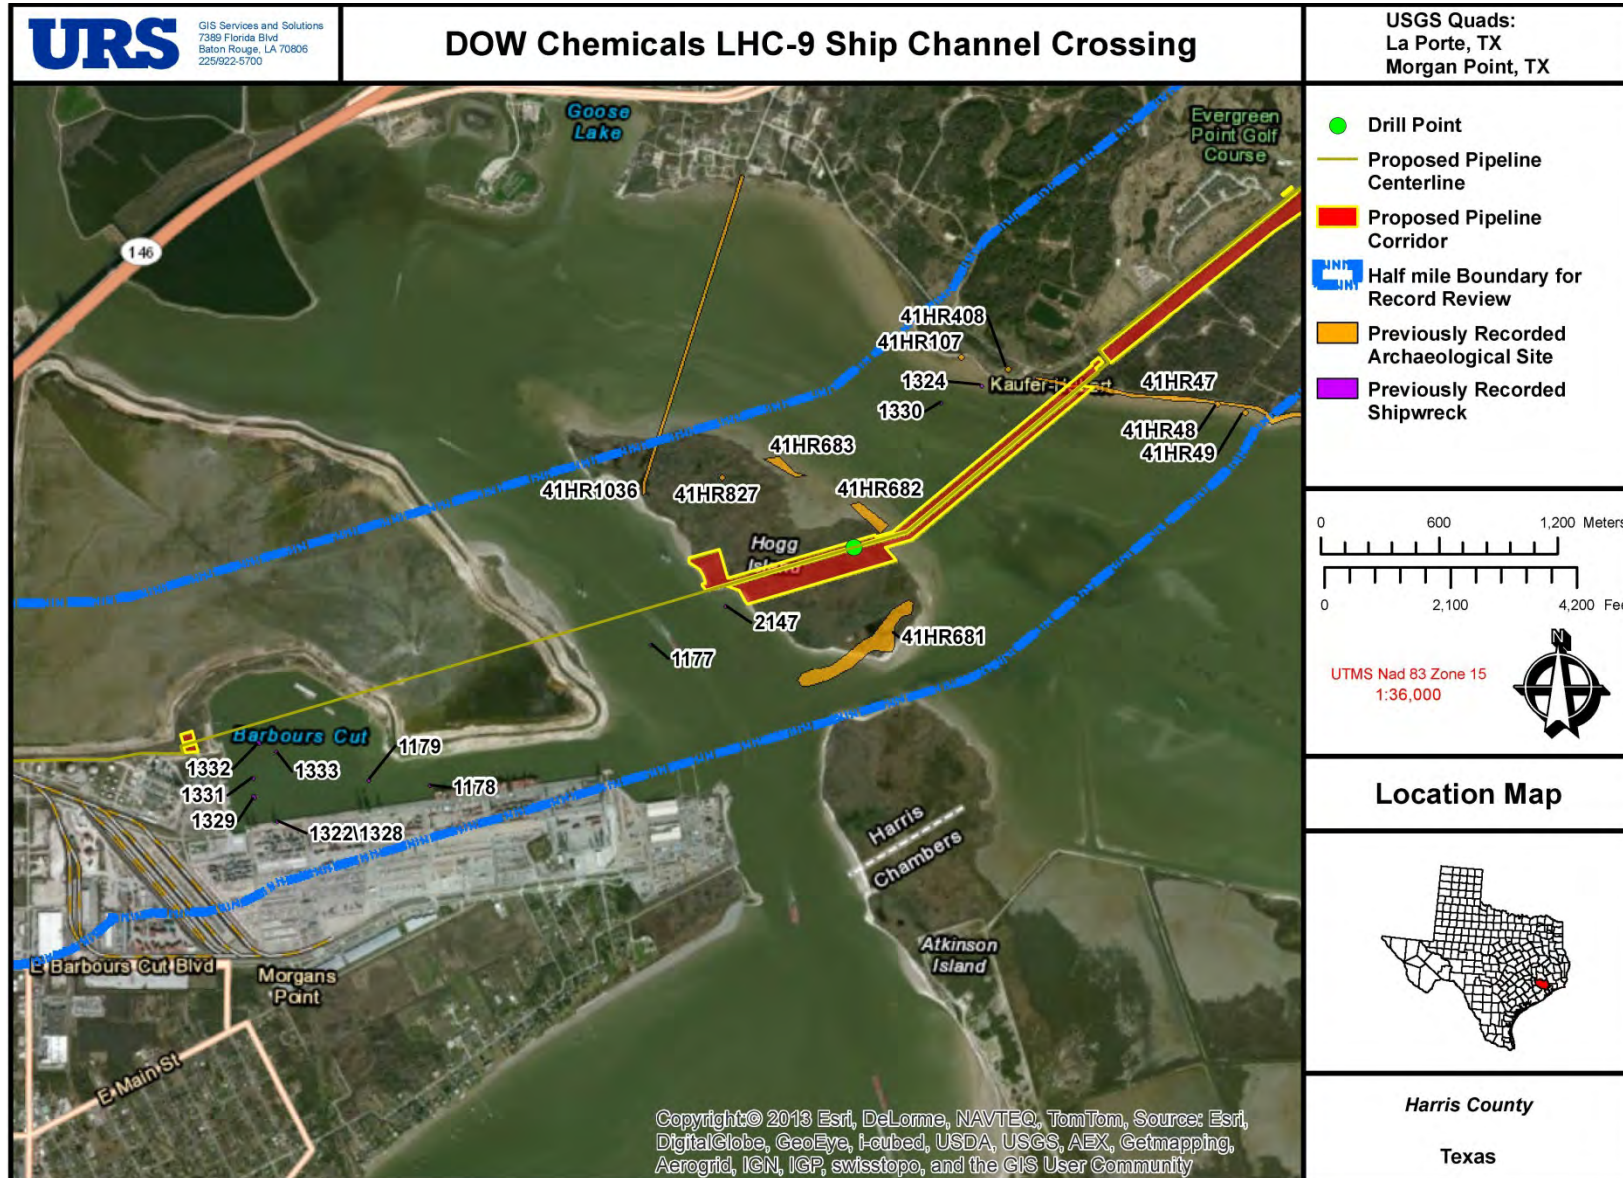 URS
GIS Services and Solutions
7389 Florida Blvd
Baton Rouge, LA 70806
225/922-5700
DOW Chemicals LHC-9 Ship Channel Crossing
USGS Quads:
La Porte, TX
Morgan Point, TX
Drill Point
Proposed Pipeline
Centerline
Proposed Pipeline
Corridor
Half mile Boundary for
Record Review
Previously Recorded
Archaeological Site
Previously Recorded
Shipwreck
0 600 1,200 Meters
0 2,100 4,200 Fee
N
UTMS Nad 83 Zone 15
1:36,000
Location Map
Harris County
Texas
Goose
Lake
Evergreen
Point Golf
Course
146
41HR408
41HR107
1324
1330
41HR47
41HR48
41HR49
41HR683
41HR1036
41HR827
41HR682
Hogg
Island
2147
1177
41HR681
Barbours Cut
1332
1333
1179
1331
1178
1329
1322\1328
Harris
Chambers
Atkinson
Island
E Barbours Cut Blvd
Morgans
Point
E Main St
Copyright:© 2013 Esri, DeLorme, NAVTEQ, TomTom, Source: Esri,
DigitalGlobe, GeoEye, i-cubed, USDA, USGS, AEX, Getmapping,
Aerogrid, IGN, IGP, swisstopo, and the GIS User Community